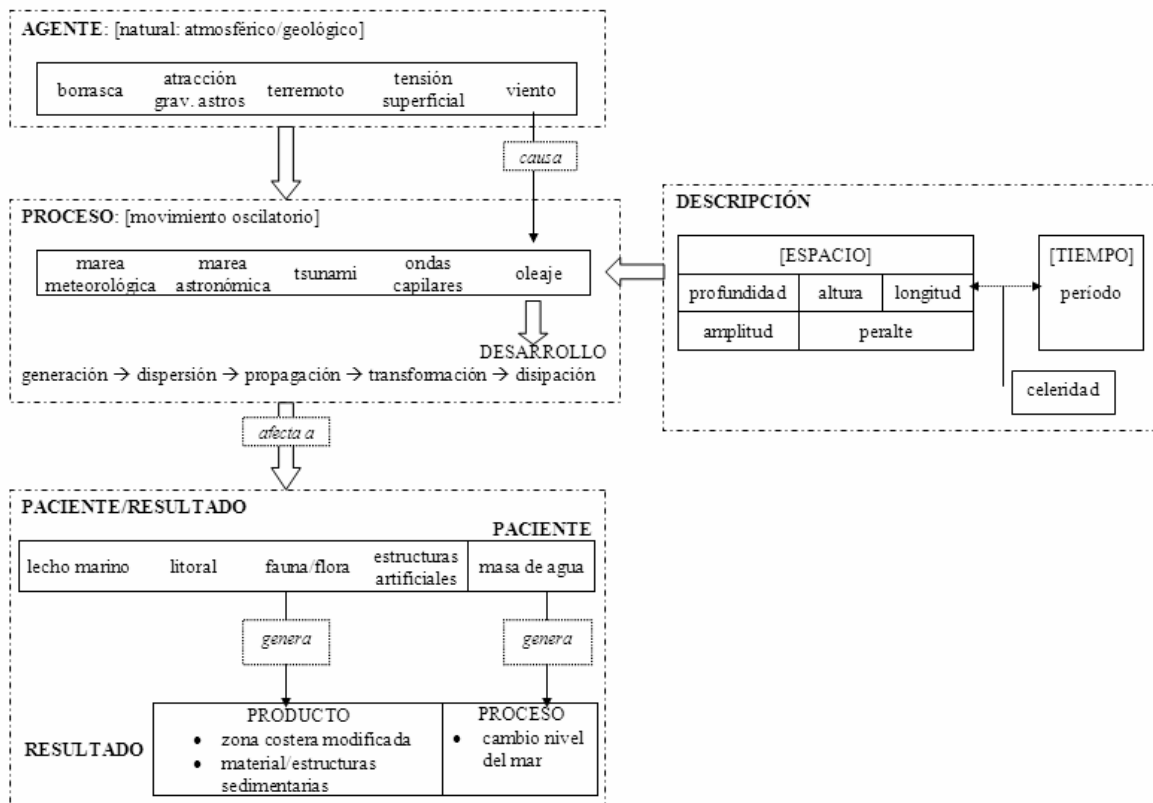 AGENTE: [natural: atmosférico/geológico]
borrasca
atracción
grav. astros
terremoto
tensión
superficial
viento
causa
PROCESO: [movimiento oscilatorio]
marea
meteorológica
marea
astronómica
tsunami
ondas
capilares
oleaje
DESARROLLO
generación → dispersión → propagación → transformación → disipación
DESCRIPCIÓN
[ESPACIO]
profundidad
altura
longitud
amplitud
peralte
[TIEMPO]
período
celeridad
afecta a
PACIENTE/RESULTADO
PACIENTE
lecho marino
litoral
fauna/flora
estructuras
artificiales
masa de agua
genera
genera
RESULTADO
PRODUCTO
• zona costera modificada
• material/estructuras
sedimentarias
PROCESO
• cambio nivel
del mar